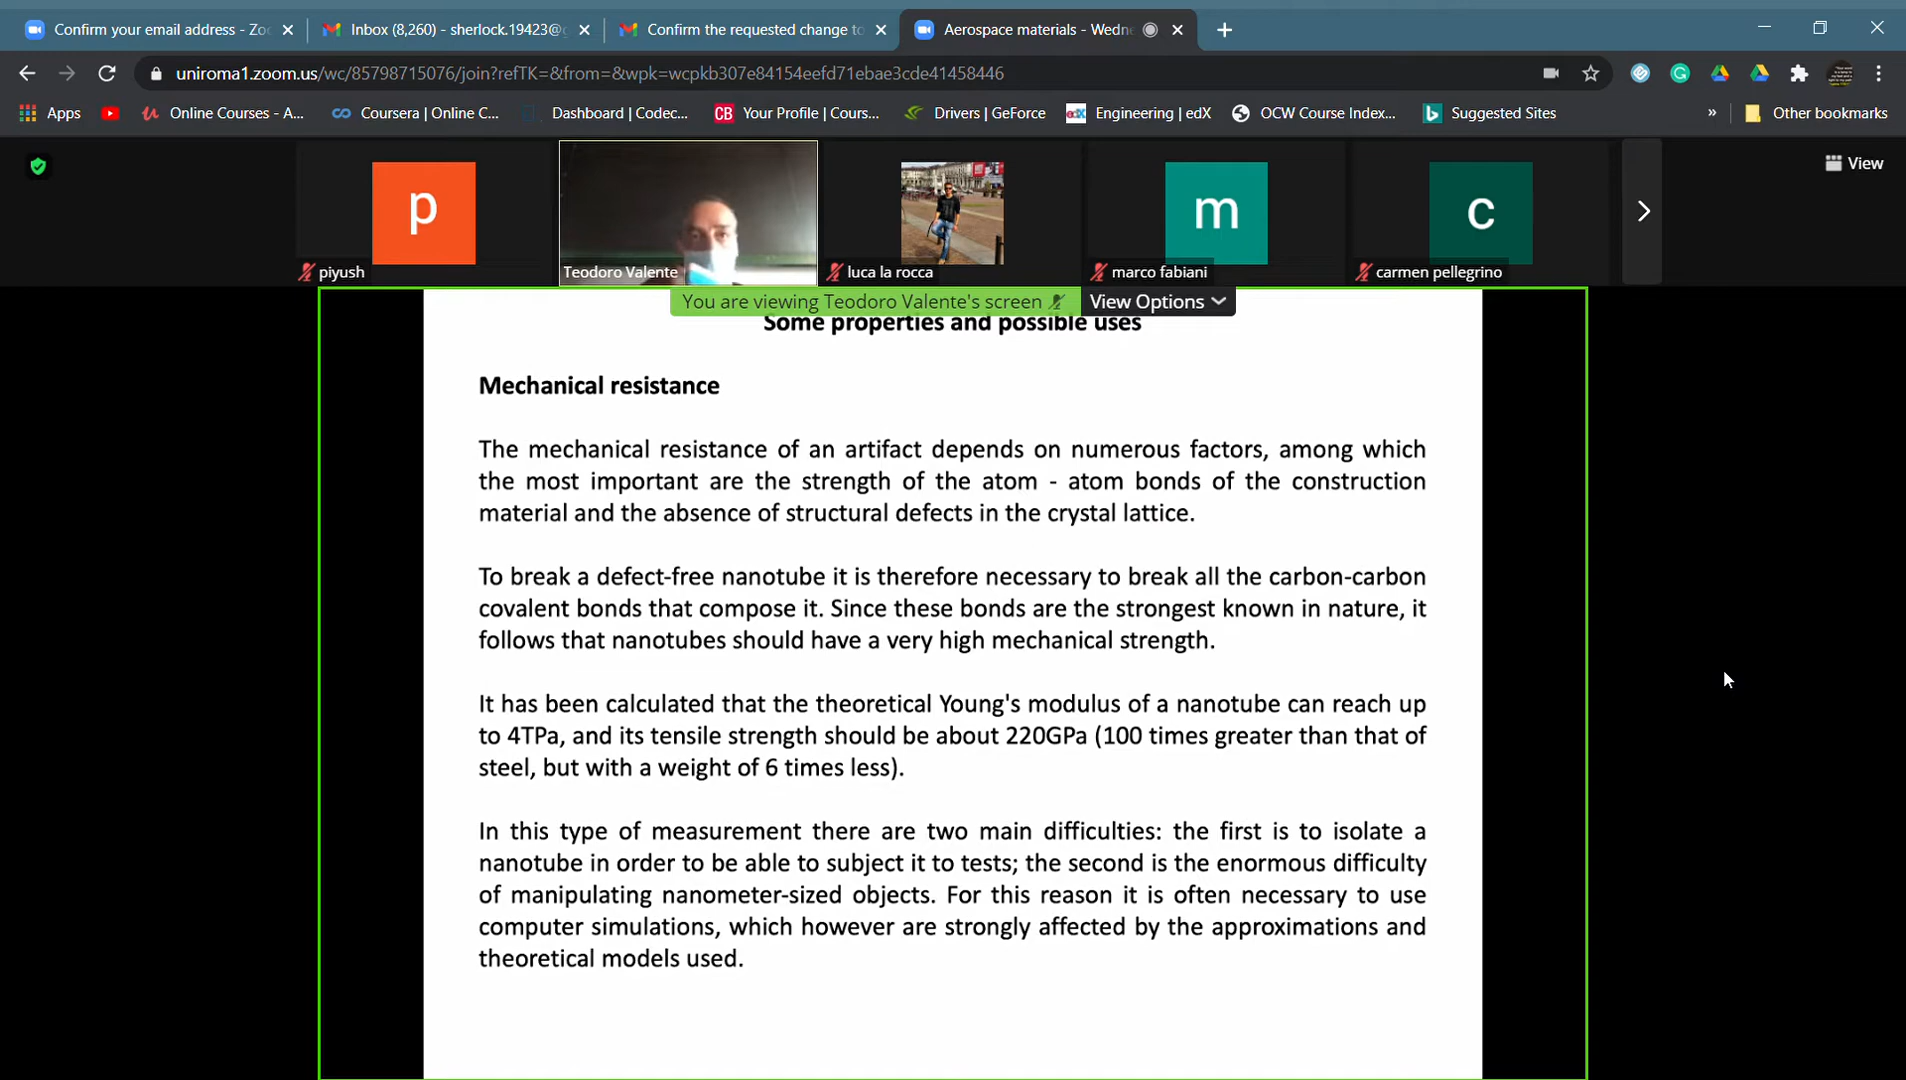 Confirm your email address - Zo
Inbox (8,260) - sherlock.19423@
Confirm the requested change to
Aerospace materials - Wedn
uniroma1.zoom.us/wc/85798715076/join?refTK=&from=&wpk=wcpkb307e84154eefd71ebae3cde41458446
Apps
Online Courses - A...
Coursera | Online C...
Dashboard | Codec...
CB
Your Profile | Cours...
Drivers | GeForce
edX
Engineering | edX
OCW Course Index...
Suggested Sites
»
Other bookmarks
View
p
m
c
piyush
Teodoro Valente
luca la rocca
marco fabiani
carmen pellegrino
You are viewing Teodoro Valente's screen
View Options
Some properties and possible uses
Mechanical resistance
The mechanical resistance of an artifact depends on numerous factors, among which
the most important are the strength of the atom - atom bonds of the construction
material and the absence of structural defects in the crystal lattice.
To break a defect-free nanotube it is therefore necessary to break all the carbon-carbon
covalent bonds that compose it. Since these bonds are the strongest known in nature, it
follows that nanotubes should have a very high mechanical strength.
It has been calculated that the theoretical Young's modulus of a nanotube can reach up
to 4TPa, and its tensile strength should be about 220GPa (100 times greater than that of
steel, but with a weight of 6 times less).
In this type of measurement there are two main difficulties: the first is to isolate a
nanotube in order to be able to subject it to tests; the second is the enormous difficulty
of manipulating nanometer-sized objects. For this reason it is often necessary to use
computer simulations, which however are strongly affected by the approximations and
theoretical models used.